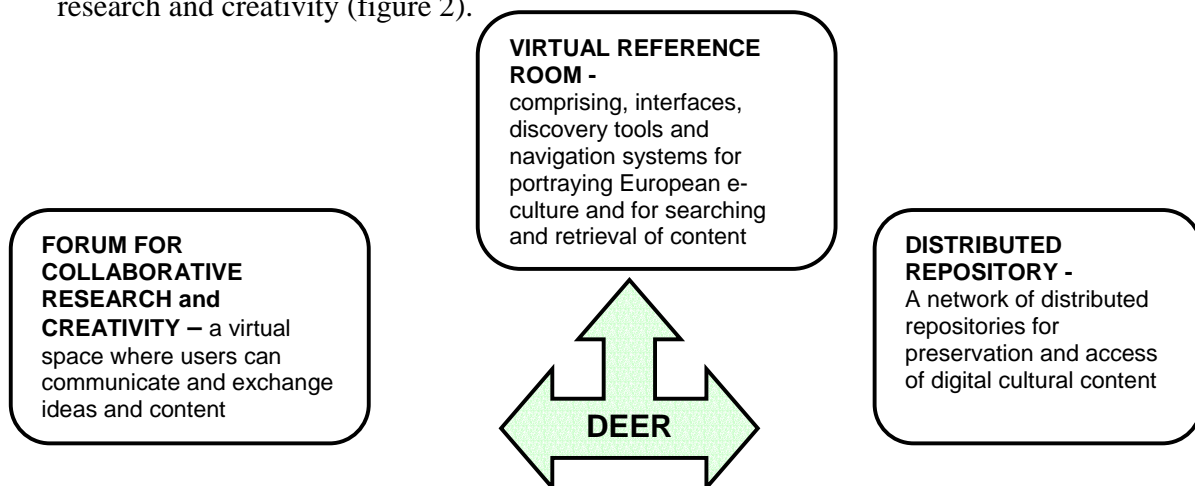 research and creativity (figure 2).
VIRTUAL REFERENCE
ROOM -
comprising, interfaces,
discovery tools and
navigation systems for
portraying European e-
culture and for searching
and retrieval of content
FORUM FOR
COLLABORATIVE
RESEARCH and
CREATIVITY – a virtual
space where users can
communicate and exchange
ideas and content
DISTRIBUTED
REPOSITORY -
A network of distributed
repositories for
preservation and access
of digital cultural content
DEER